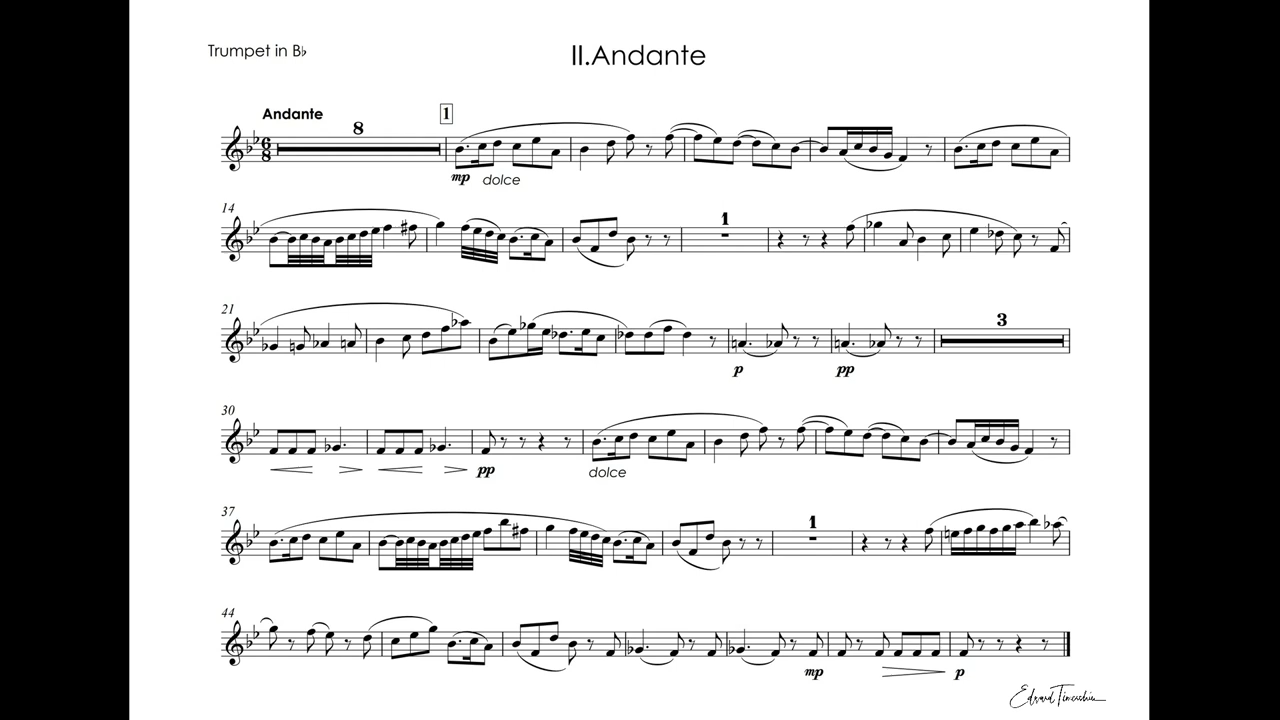 Trumpet in B♭
II.Andante
Andante
8
1
mp dolce
14
1
21
3
p pp
30
pp dolce
37
1
44
mp p